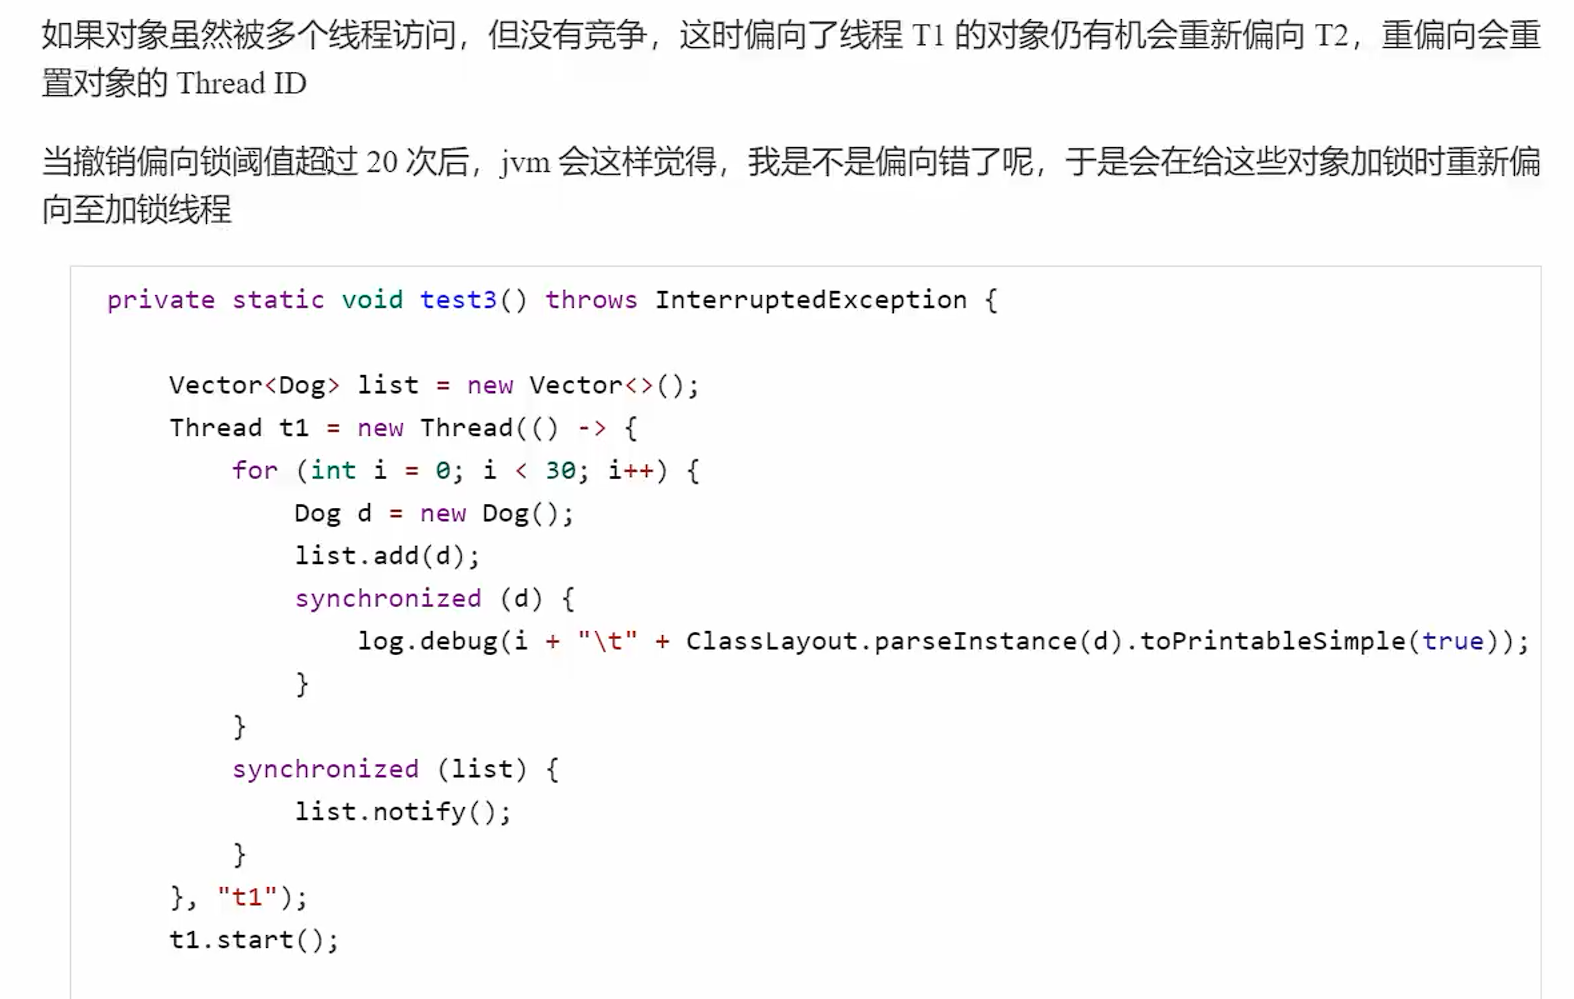 如果对象虽然被多个线程访问，但没有竞争，这时偏向了线程 T1 的对象仍有机会重新偏向 T2，重偏向会重
置对象的 Thread ID
当撤销偏向锁阈值超过 20 次后，jvm 会这样觉得，我是不是偏向错了呢，于是会在给这些对象加锁时重新偏
向至加锁线程
private static void test3() throws InterruptedException {
Vector<Dog> list = new Vector<>();
Thread t1 = new Thread(() -> {
for (int i = 0; i < 30; i++) {
Dog d = new Dog();
list.add(d);
synchronized (d) {
log.debug(i + "\t" + ClassLayout.parseInstance(d).toPrintableSimple(true));
}
}
synchronized (list) {
list.notify();
}
}, "t1");
t1.start();